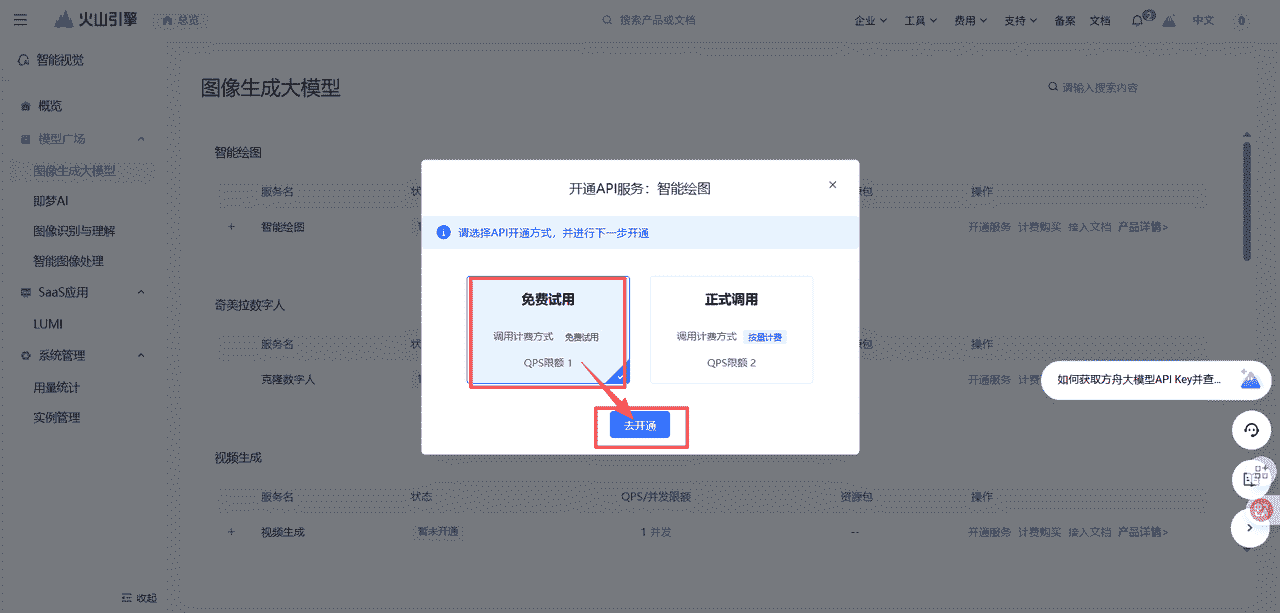 火山引擎 总览 搜索产品或文档 企业 工具 费用 支持 备案 文档 2 中文
智能视觉
概览
模型广场
图像生成大模型
即梦AI
图像识别与理解
智能图像处理
SaaS应用
LUMI
系统管理
用量统计
实例管理
收起
图像生成大模型 请输入搜索内容
智能绘图
服务名 操作
+ 智能绘图 开通服务 计费购买 接入文档 产品详情>
奇美拉数字人
服务名 操作
克隆数字人 开通服务 计费
视频生成
服务名 状态 QPS/并发限额 资源包 操作
+ 视频生成 暂未开通 1 并发 -- 开通服务 计费购买 接入文档 产品详情>
开通API服务：智能绘图
请选择API开通方式，并进行下一步开通
免费试用
调用计费方式 免费试用
QPS限额 1
正式调用
调用计费方式 按量计费
QPS限额 2
去开通
如何获取方舟大模型API Key并查...